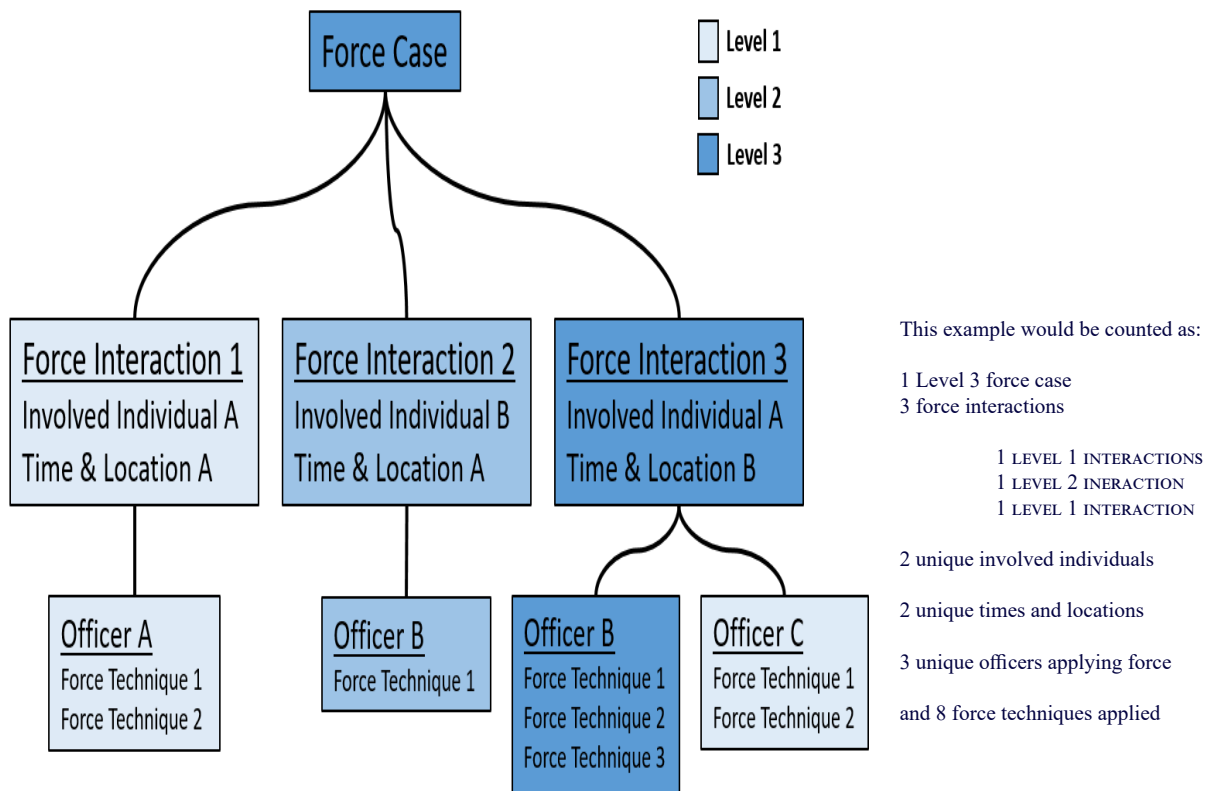 Force Case
Level 1
Level 2
Level 3
Force Interaction 1
Involved Individual A
Time & Location A
Force Interaction 2
Involved Individual B
Time & Location A
Force Interaction 3
Involved Individual A
Time & Location B
Officer A
Force Technique 1
Force Technique 2
Officer B
Force Technique 1
Officer B
Force Technique 1
Force Technique 2
Force Technique 3
Officer C
Force Technique 1
Force Technique 2
This example would be counted as:
1 Level 3 force case
3 force interactions
1 LEVEL 1 INTERACTIONS
1 LEVEL 2 INERACTION
1 LEVEL 1 INTERACTION
2 unique involved individuals
2 unique times and locations
3 unique officers applying force
and 8 force techniques applied